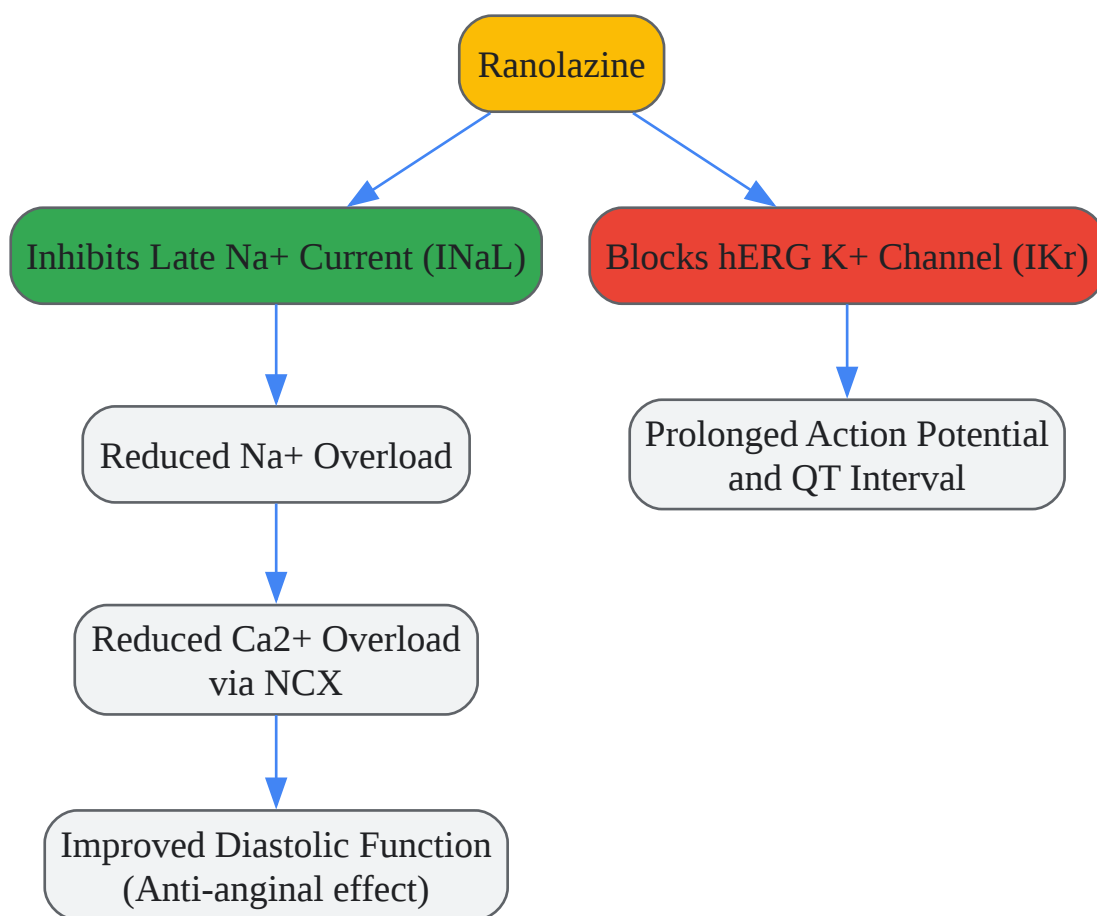 Ranolazine
Inhibits Late Na+ Current (INaL)
Blocks hERG K+ Channel (IKr)
Reduced Na+ Overload
Prolonged Action Potential
and QT Interval
Reduced Ca2+ Overload
via NCX
Improved Diastolic Function
(Anti-anginal effect)